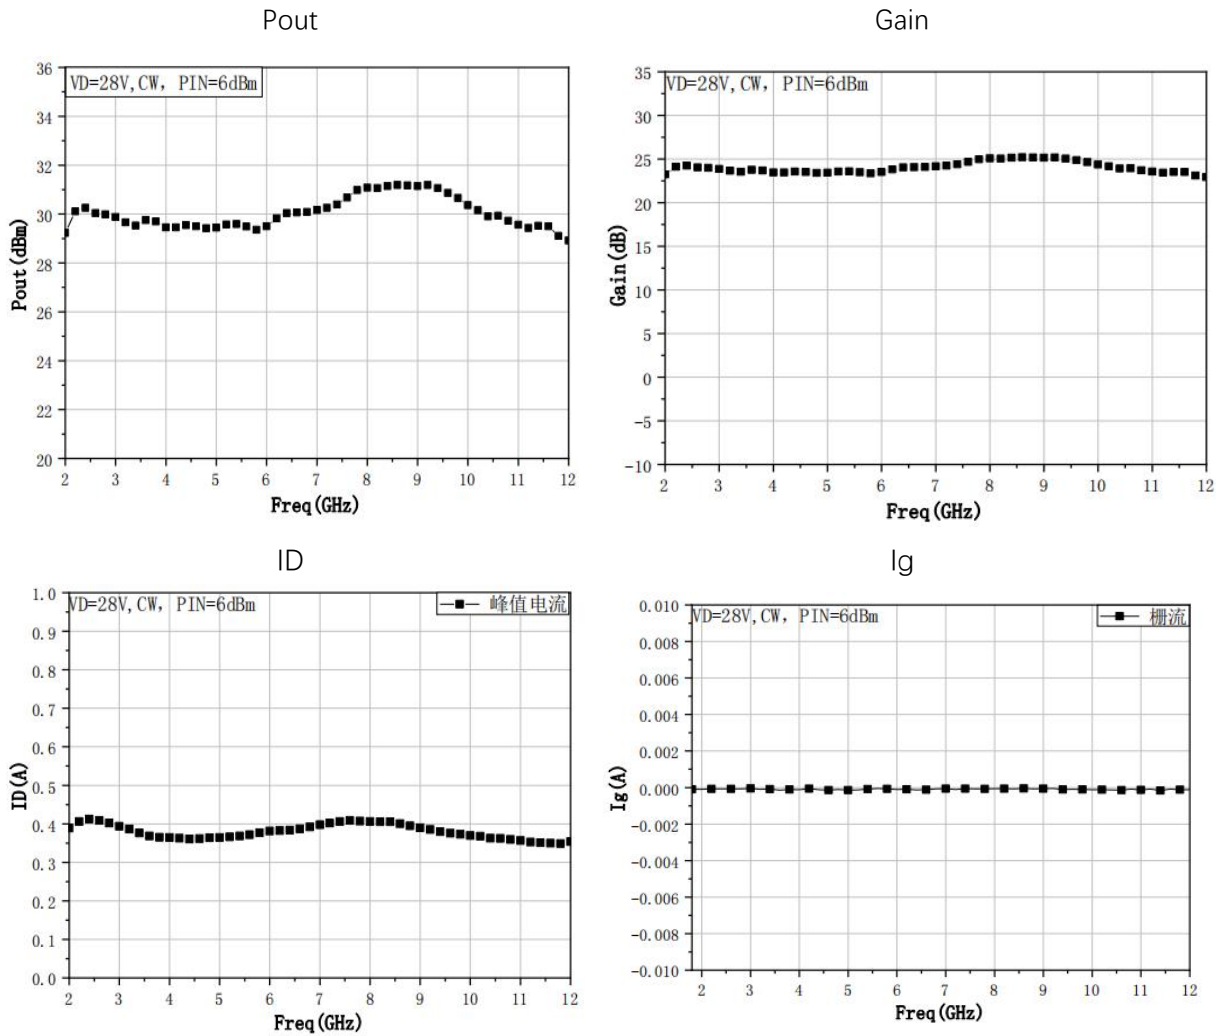 Pout
VD=28V,CW, PIN=6dBm
36
34
32
30
28
26
24
22
20
Pout(dBm)
2 3 4 5 6 7 8 9 10 11 12
Freq(GHz)
Gain
VD=28V,CW, PIN=6dBm
35
30
25
20
15
10
5
0
-5
-10
Gain(dB)
2 3 4 5 6 7 8 9 10 11 12
Freq(GHz)
ID
VD=28V,CW, PIN=6dBm
峰值电流
1.0
0.9
0.8
0.7
0.6
0.5
0.4
0.3
0.2
0.1
0.0
ID(A)
2 3 4 5 6 7 8 9 10 11 12
Freq(GHz)
Ig
VD=28V,CW, PIN=6dBm
栅流
0.010
0.008
0.006
0.004
0.002
0.000
-0.002
-0.004
-0.006
-0.008
-0.010
Ig(A)
2 3 4 5 6 7 8 9 10 11 12
Freq(GHz)